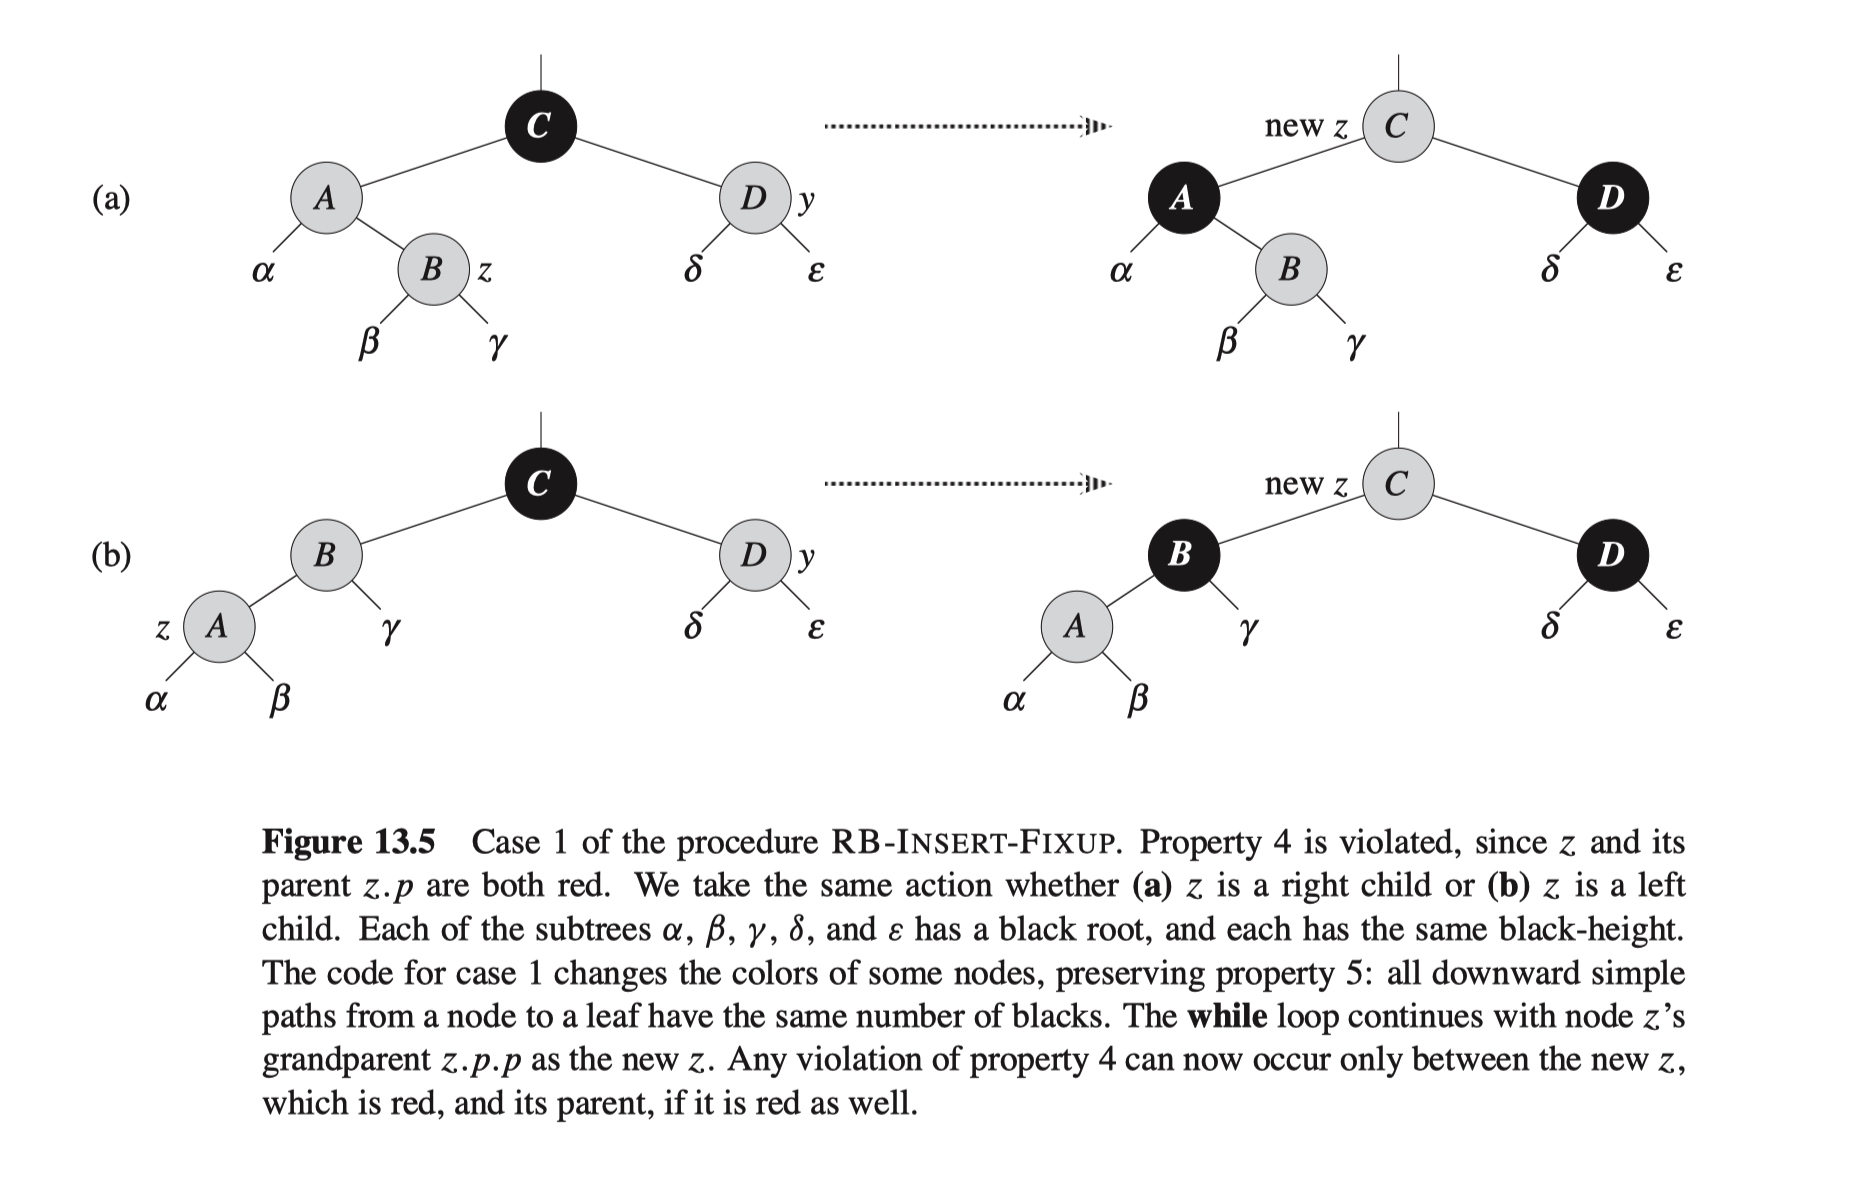 C
new z C
(a) A D y A D
α B z δ ε α B δ ε
β γ β γ
C
new z C
(b) B D y B D
z A γ δ ε A γ δ ε
α β α β
Figure 13.5 Case 1 of the procedure RB-INSERT-FIXUP. Property 4 is violated, since z and its
parent z.p are both red. We take the same action whether (a) z is a right child or (b) z is a left
child. Each of the subtrees α, β, γ, δ, and ε has a black root, and each has the same black-height.
The code for case 1 changes the colors of some nodes, preserving property 5: all downward simple
paths from a node to a leaf have the same number of blacks. The while loop continues with node z’s
grandparent z.p.p as the new z. Any violation of property 4 can now occur only between the new z,
which is red, and its parent, if it is red as well.